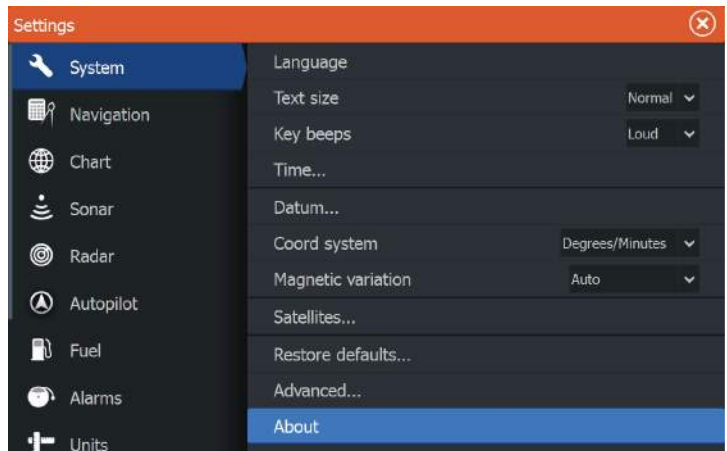 Settings
System
Navigation
Chart
Sonar
Radar
Autopilot
Fuel
Alarms
Units
Language
Text size Normal
Key beeps Loud
Time...
Datum...
Coord system Degrees/Minutes
Magnetic variation Auto
Satellites...
Restore defaults...
Advanced...
About